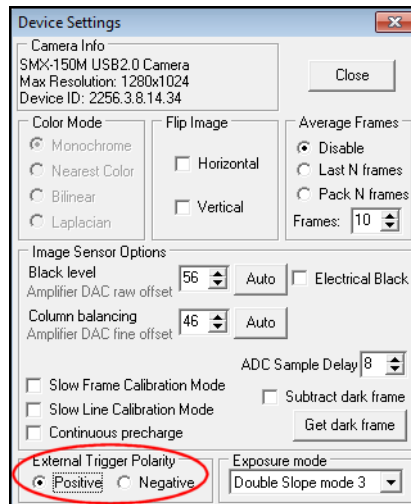 Device Settings
Camera Info
SMX-150M USB2.0 Camera
Max Resolution: 1280x1024
Device ID: 2256.3.8.14.34
Close
Color Mode
Monochrome
Nearest Color
Bilinear
Laplacian
Flip Image
Horizontal
Vertical
Average Frames
Disable
Last N frames
Pack N frames
Frames: 10
Image Sensor Options
Black level
Amplifier DAC raw offset
56 Auto Electrical Black
Column balancing
Amplifier DAC fine offset
46 Auto
ADC Sample Delay 8
Slow Frame Calibration Mode
Slow Line Calibration Mode
Continuous precharge
Subtract dark frame
Get dark frame
External Trigger Polarity
Positive Negative
Exposure mode
Double Slope mode 3